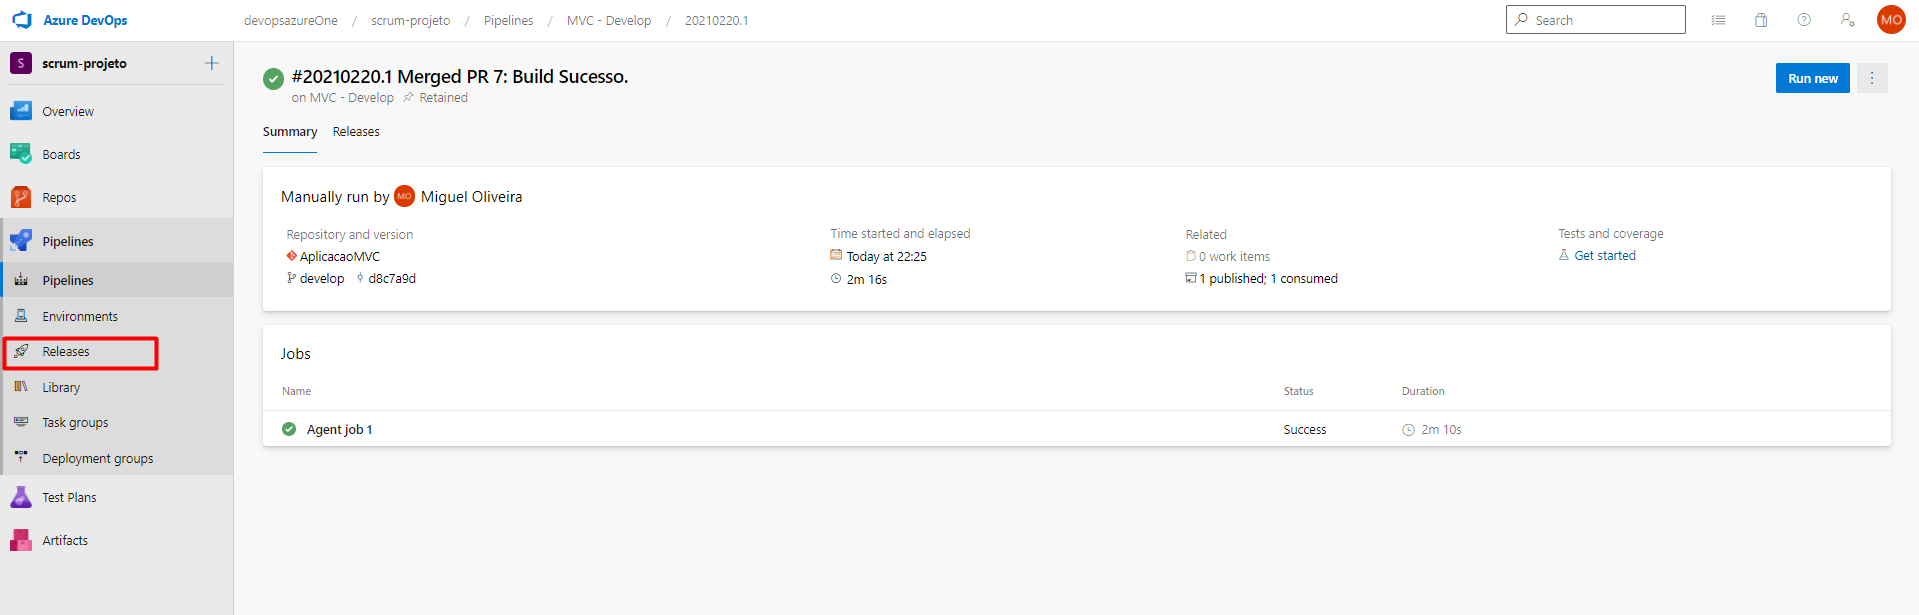 Azure DevOps
devopsazureOne / scrum-projeto / Pipelines / MVC - Develop / 20210220.1
Search
MO
S scrum-projeto
Overview
Boards
Repos
Pipelines
Pipelines
Environments
Releases
Library
Task groups
Deployment groups
Test Plans
Artifacts
#20210220.1 Merged PR 7: Build Sucesso.
on MVC - Develop Retained
Run new
Summary Releases
Manually run by MO Miguel Oliveira
Repository and version
AplicacaoMVC
develop d8c7a9d
Time started and elapsed
Today at 22:25
2m 16s
Related
0 work items
1 published; 1 consumed
Tests and coverage
Get started
Jobs
Name Status Duration
Agent job 1 Success 2m 10s